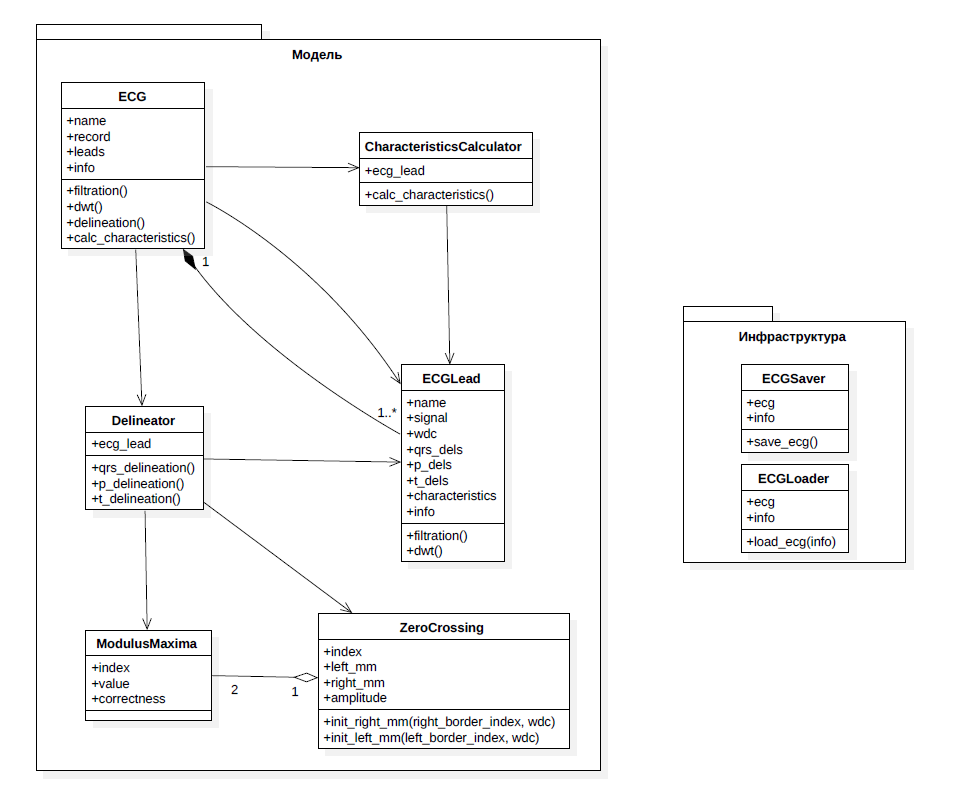 Модель
ECG
+name
+record
+leads
+info
+filtration()
+dwt()
+delineation()
+calc_characteristics()
CharacteristicsCalculator
+ecg_lead
+calc_characteristics()
1
1..*
ECGLead
+name
+signal
+wdc
+qrs_dels
+p_dels
+t_dels
+characteristics
+info
+filtration()
+dwt()
Delineator
+ecg_lead
+qrs_delineation()
+p_delineation()
+t_delineation()
ModulusMaxima
+index
+value
+correctness
2
1
ZeroCrossing
+index
+left_mm
+right_mm
+amplitude
+init_right_mm(right_border_index, wdc)
+init_left_mm(left_border_index, wdc)
Инфраструктура
ECGSaver
+ecg
+info
+save_ecg()
ECGLoader
+ecg
+info
+load_ecg(info)